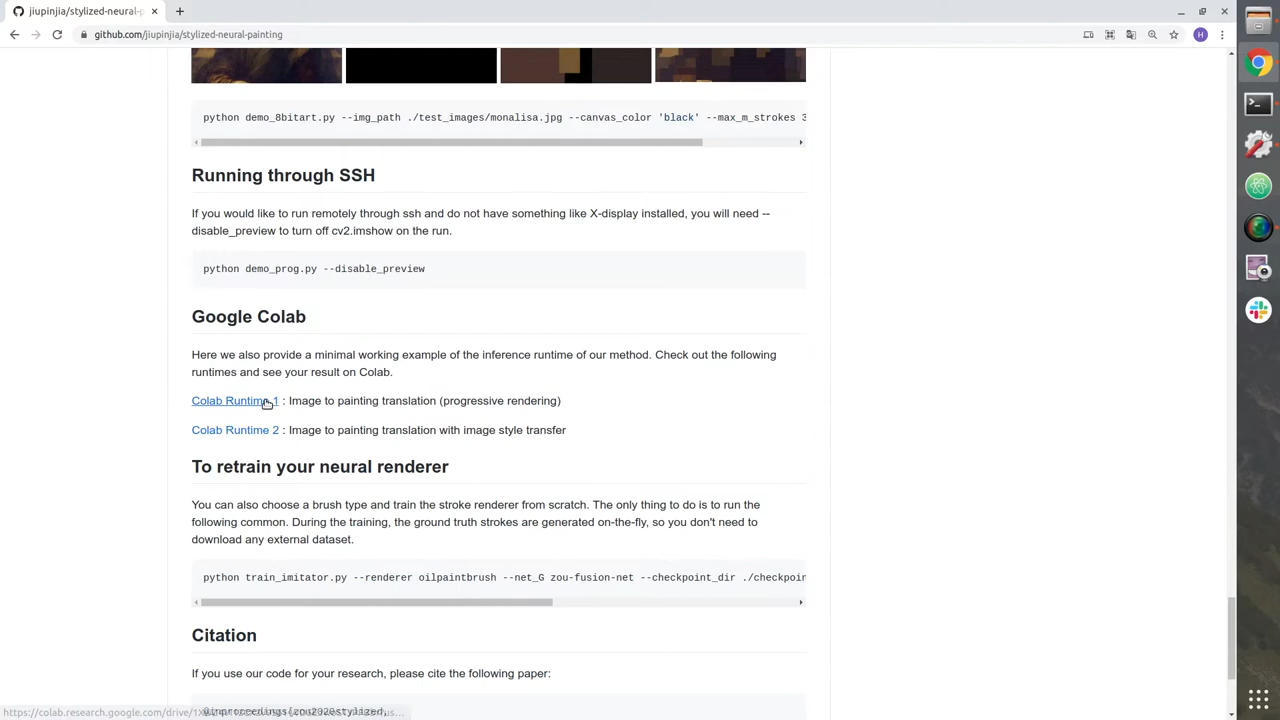 jiupinjia/stylized-neural-p
github.com/jiupinjia/stylized-neural-painting
H
python demo_8bitart.py --img_path ./test_images/monalisa.jpg --canvas_color 'black' --max_m_strokes 3
Running through SSH
If you would like to run remotely through ssh and do not have something like X-display installed, you will need --
disable_preview to turn off cv2.imshow on the run.
python demo_prog.py --disable_preview
Google Colab
Here we also provide a minimal working example of the inference runtime of our method. Check out the following
runtimes and see your result on Colab.
Colab Runtime 1 : Image to painting translation (progressive rendering)
Colab Runtime 2 : Image to painting translation with image style transfer
To retrain your neural renderer
You can also choose a brush type and train the stroke renderer from scratch. The only thing to do is to run the
following common. During the training, the ground truth strokes are generated on-the-fly, so you don't need to
download any external dataset.
python train_imitator.py --renderer oilpaintbrush --net_G zou-fusion-net --checkpoint_dir ./checkpoin
Citation
If you use our code for your research, please cite the following paper:
@inproceedings{zou2020stylized,